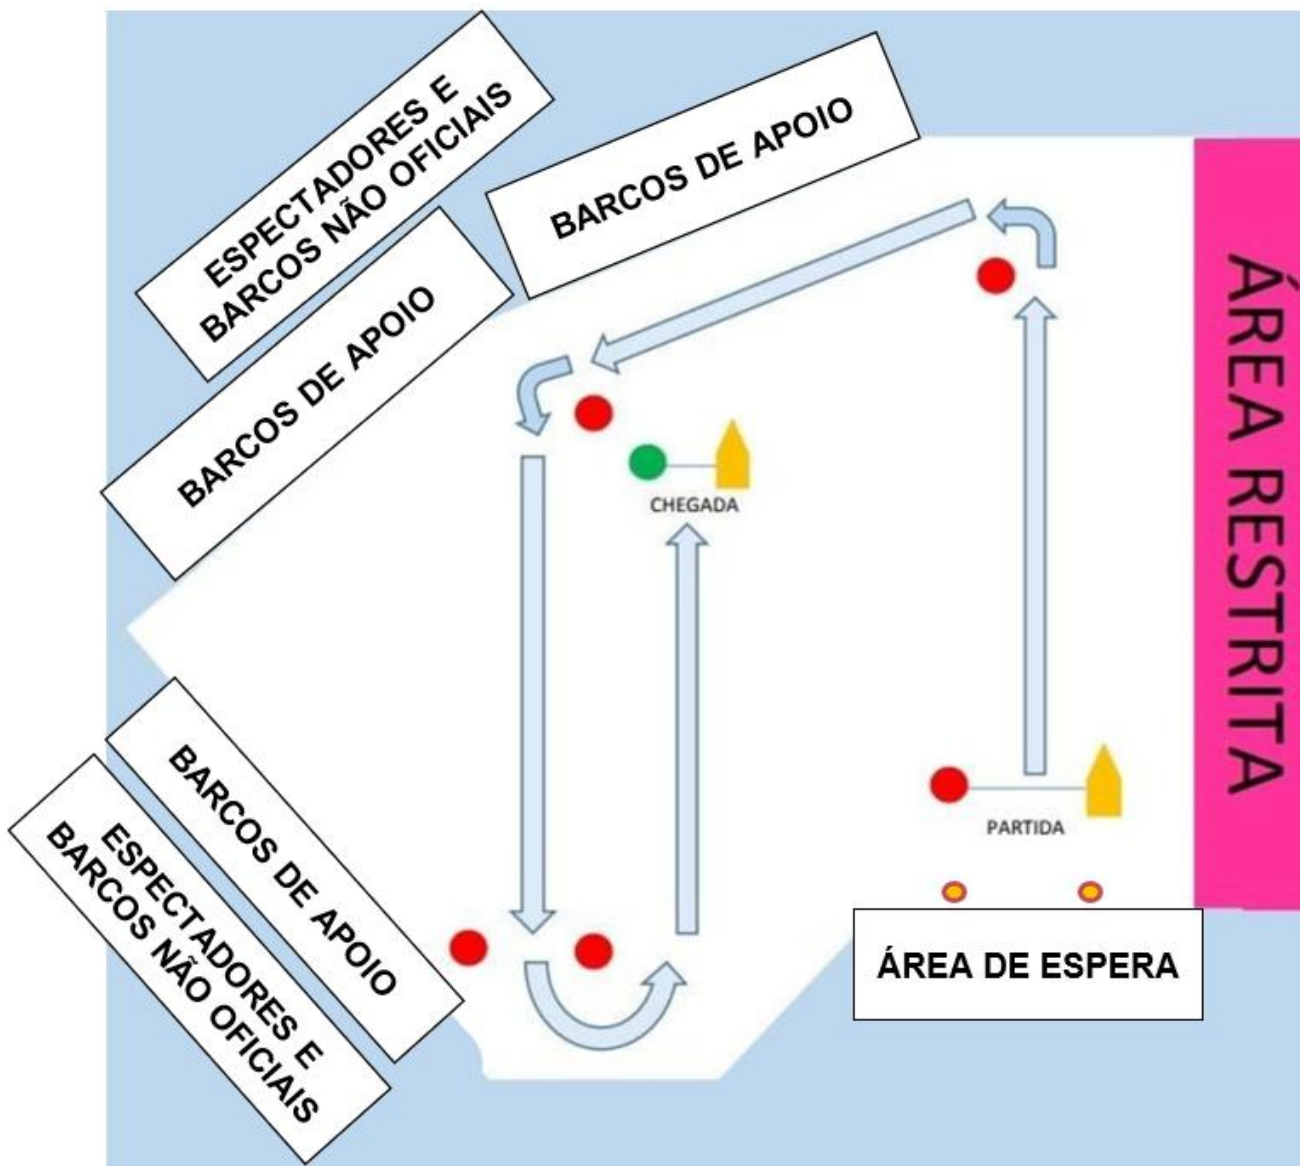 ESPECTADORES E
BARCOS NÃO OFICIAIS
BARCOS DE APOIO
BARCOS DE APOIO
ÁREA RESTRITA
CHEGADA
PARTIDA
BARCOS DE APOIO
ESPECTADORES E
BARCOS NÃO OFICIAIS
ÁREA DE ESPERA